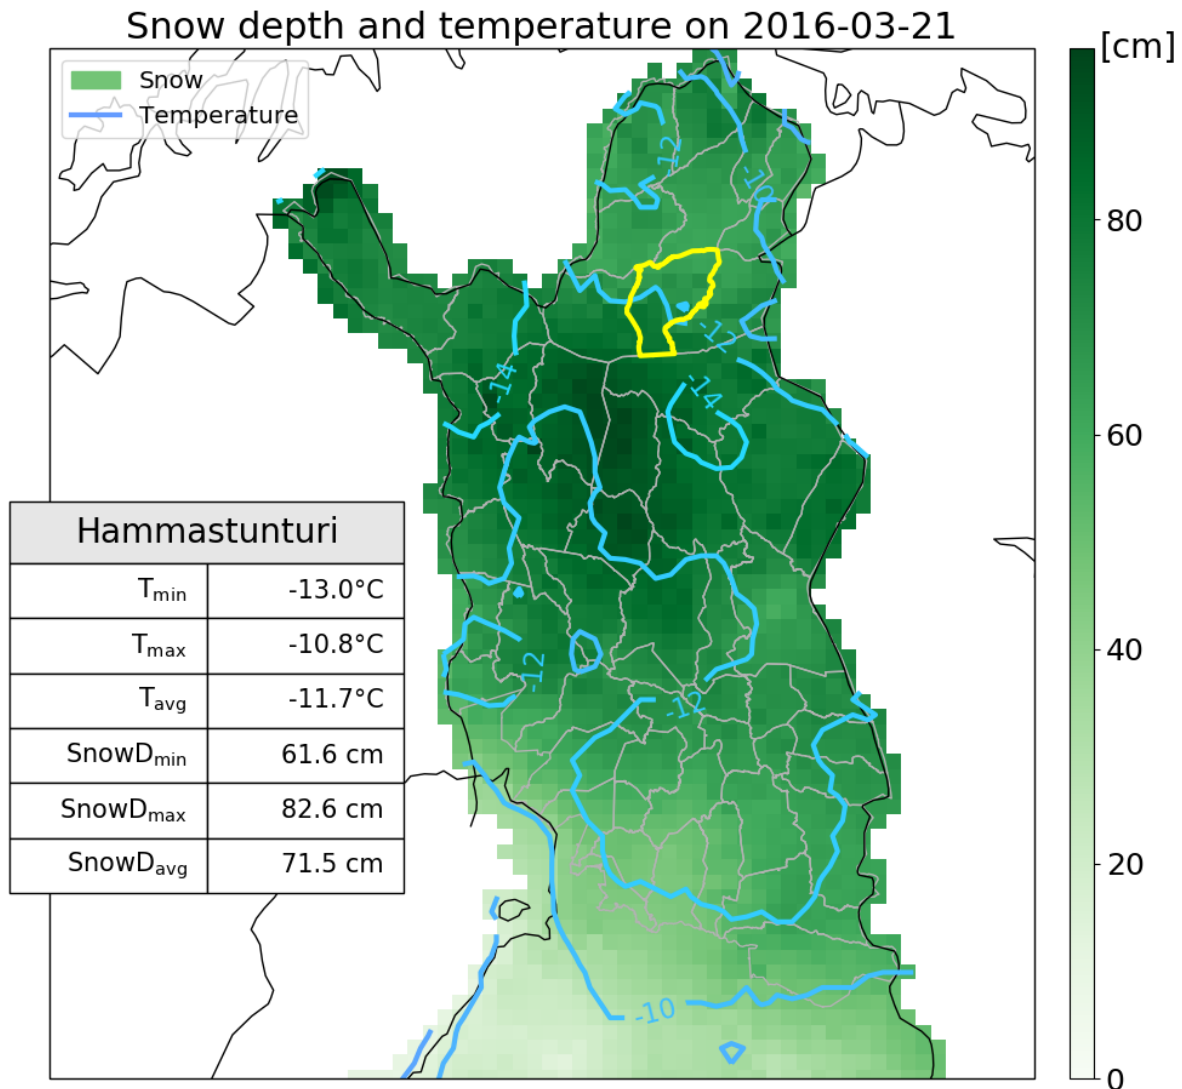 Snow depth and temperature on 2016-03-21
[cm]
Snow
Temperature
-12
-10
80
-12
-14
-14
60
Hammastunturi
Tmin -13.0°C
Tmax -10.8°C
Tavg -11.7°C
SnowDmin 61.6 cm
SnowDmax 82.6 cm
SnowDavg 71.5 cm
40
-12
-12
20
-10
0